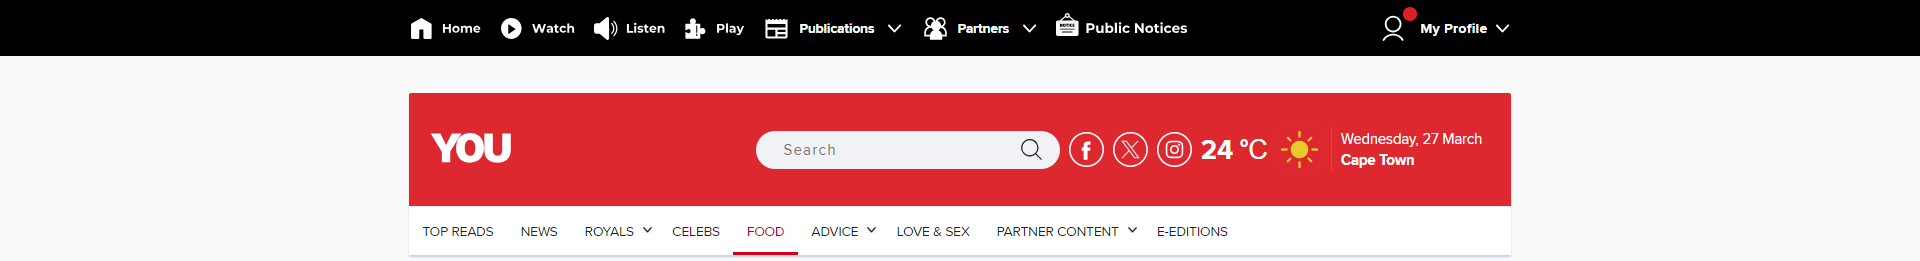 Home Watch Listen Play Publications Partners NOTICE Public Notices My Profile
YOU Search 24 °C Wednesday, 27 March
Cape Town
TOP READS NEWS ROYALS CELEBS FOOD ADVICE LOVE & SEX PARTNER CONTENT E-EDITIONS